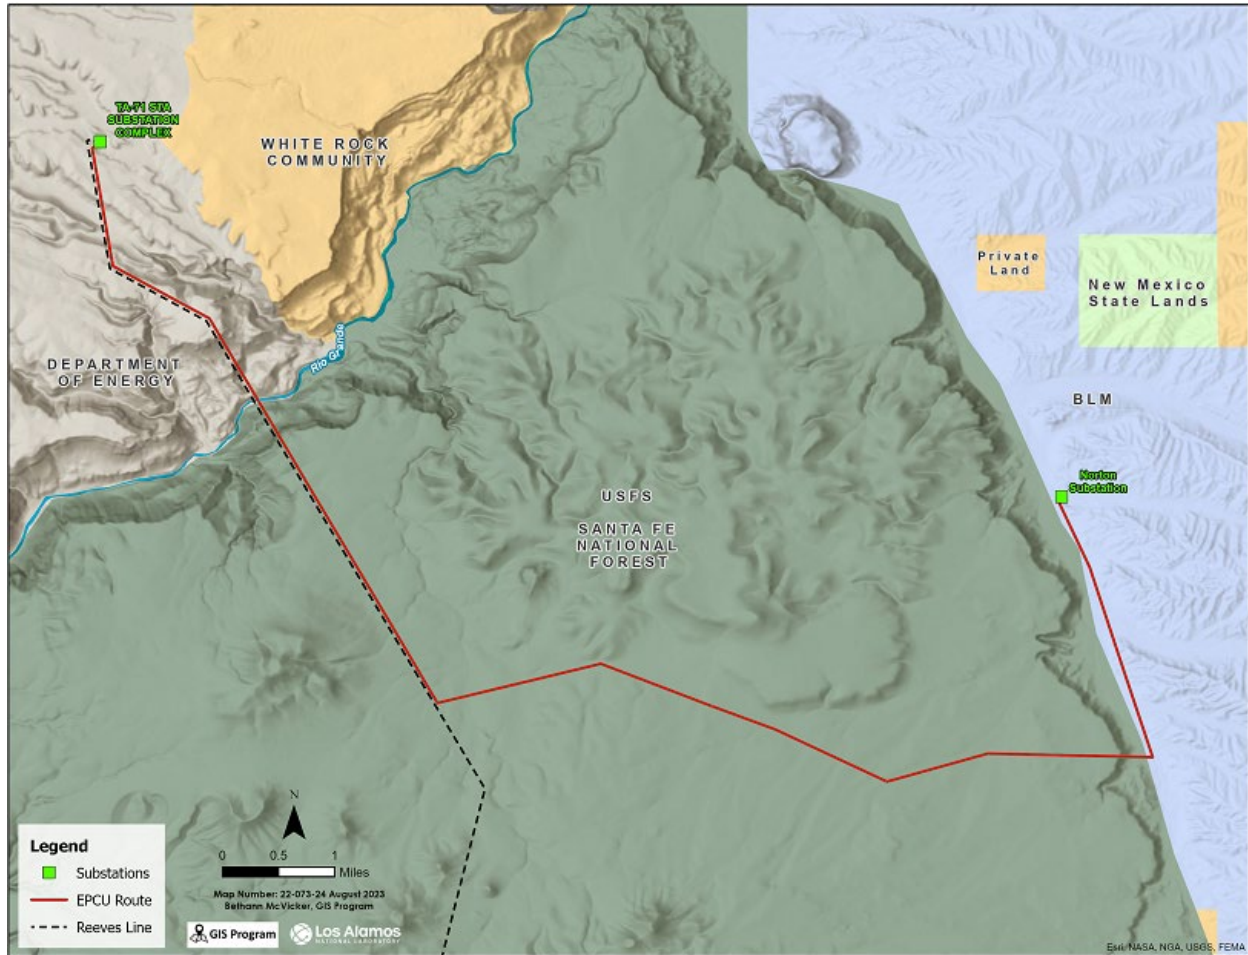 TA-71 STA
SUBSTATION
COMPLEX
WHITE ROCK
COMMUNITY
Private
Land
New Mexico
State Lands
Rio Grande
DEPARTMENT
OF ENERGY
BLM
Norton
Substation
USFS
SANTA FE
NATIONAL
FOREST
N
0 0.5 1
Miles
Map Number: 22-073-24 August 2023
Bethann McVicker, GIS Program
GIS Program
Los Alamos
NATIONAL LABORATORY
Legend
Substations
EPCU Route
Reeves Line
Esri, NASA, NGA, USGS, FEMA